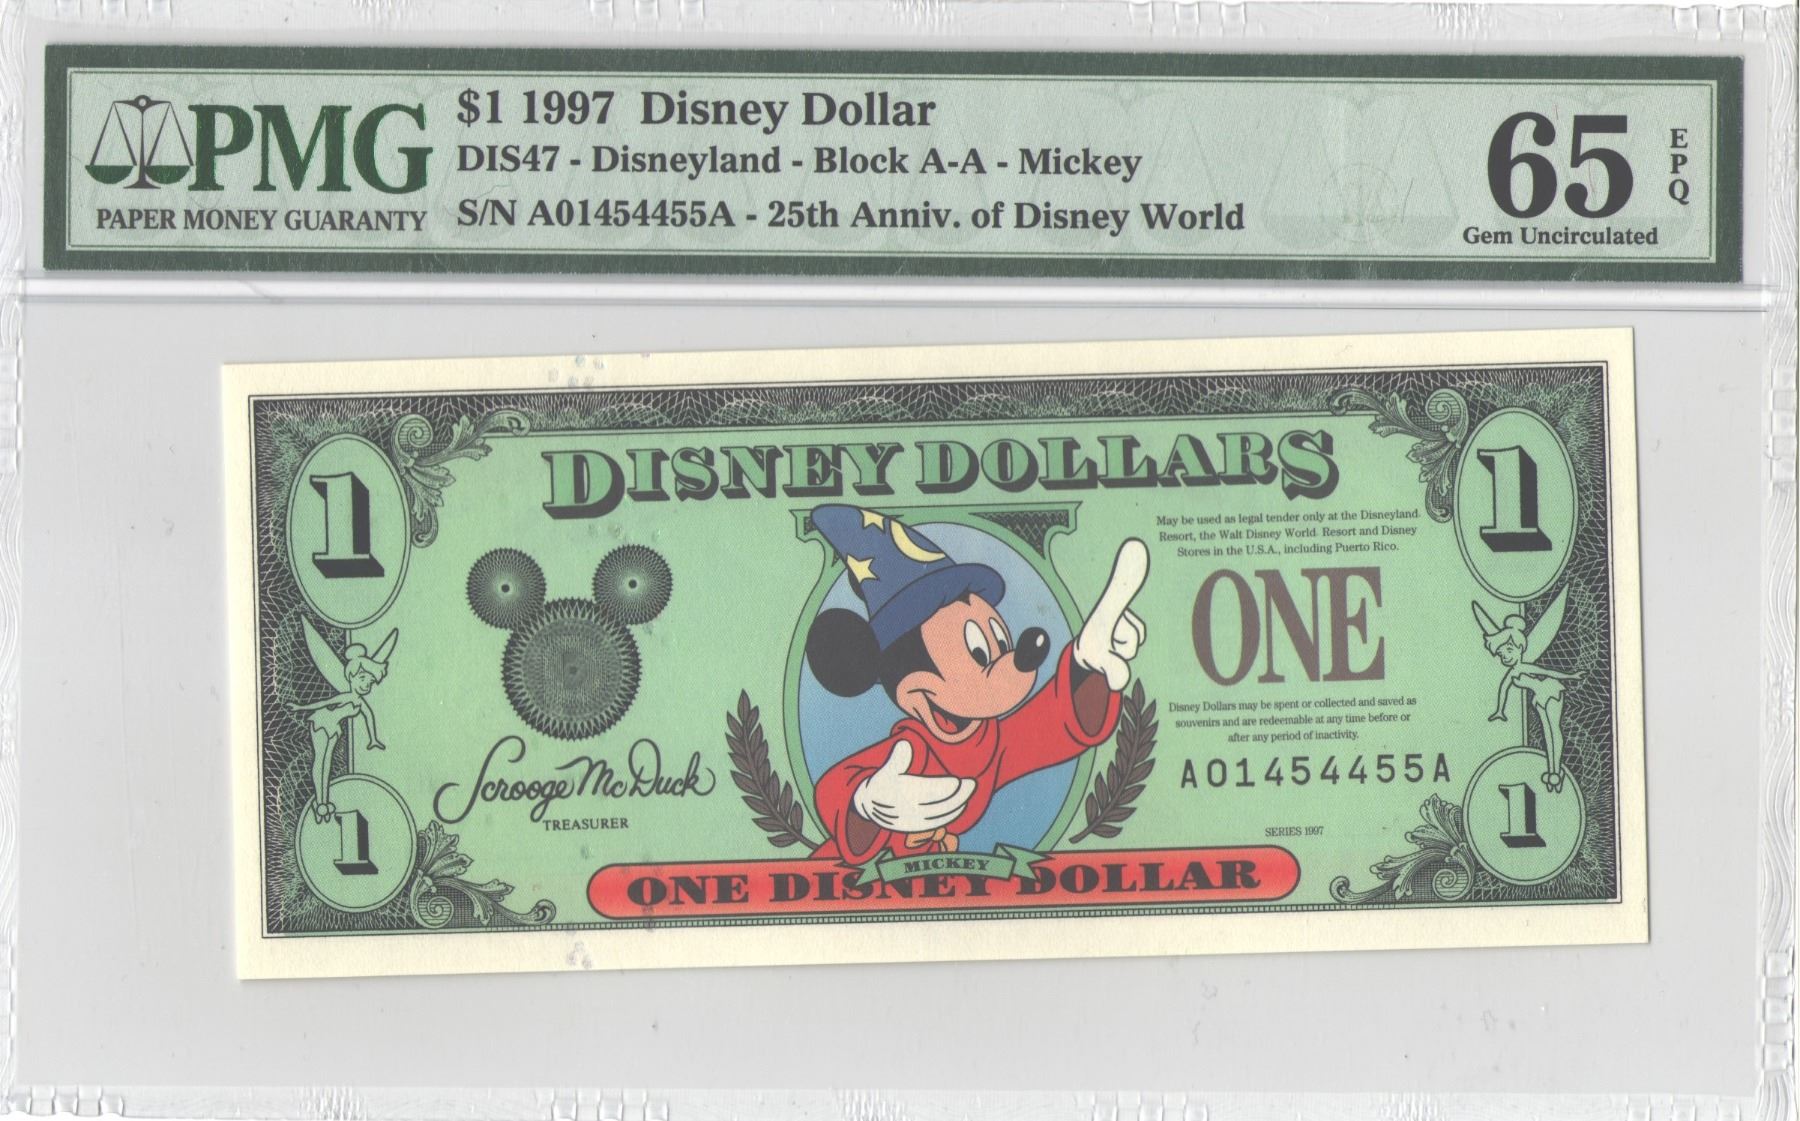 PMG
PAPER MONEY GUARANTY
$1 1997 Disney Dollar
DIS47 - Disneyland - Block A-A - Mickey
S/N A01454455A - 25th Anniv. of Disney World
65
EPQ
Gem Uncirculated
1
DISNEY DOLLARS
1
May be used as legal tender only at the Disneyland
Resort, the Walt Disney World Resort and Disney
Stores in the U.S.A., including Puerto Rico.
ONE
Disney Dollars may be spent or collected and saved as
souvenirs and are redeemable at any time before or
after any period of inactivity.
A01454455A
Scrooge McDuck
TREASURER
SERIES 1997
1
MICKEY
ONE DISNEY DOLLAR
1